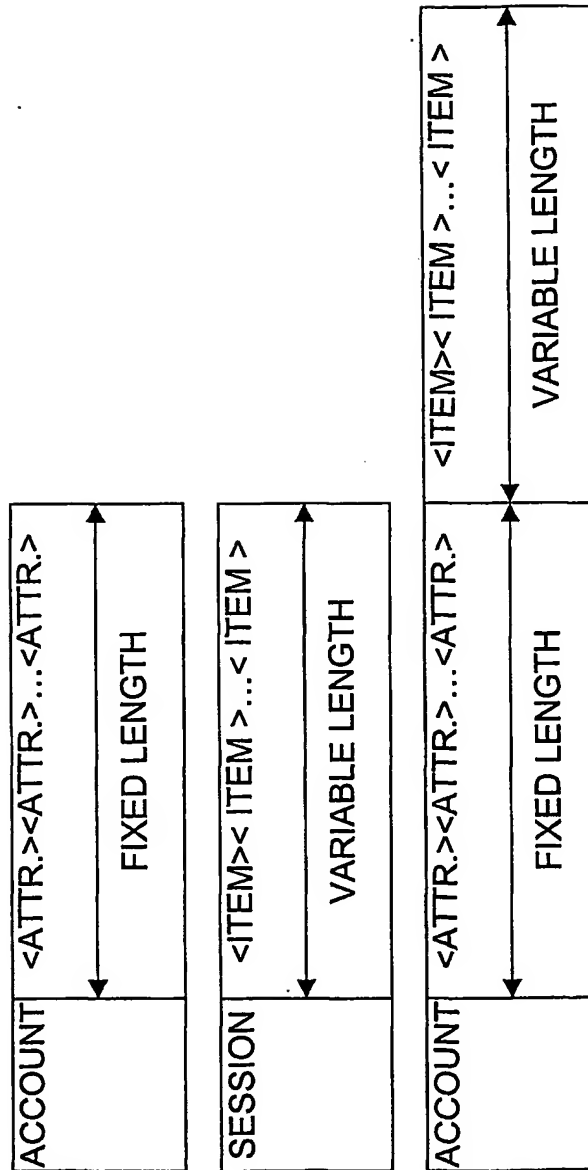 ACCOUNT <ATTR.><ATTR.>...<ATTR.>
FIXED LENGTH
SESSION <ITEM>< ITEM >...< ITEM >
VARIABLE LENGTH
ACCOUNT <ATTR.><ATTR.>...<ATTR.> <ITEM>< ITEM >...< ITEM >
FIXED LENGTH VARIABLE LENGTH